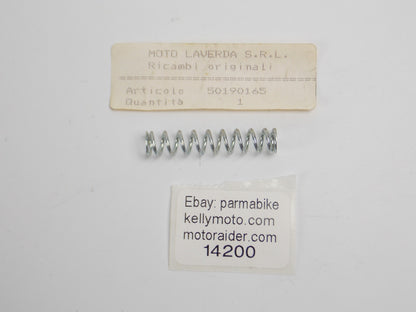 MOTO LAVERDA S.R.L.
Ricambi originali
Articolo 50190165
Quantità 1
Ebay: parmabike
kellymoto.com
motoraider.com
14200